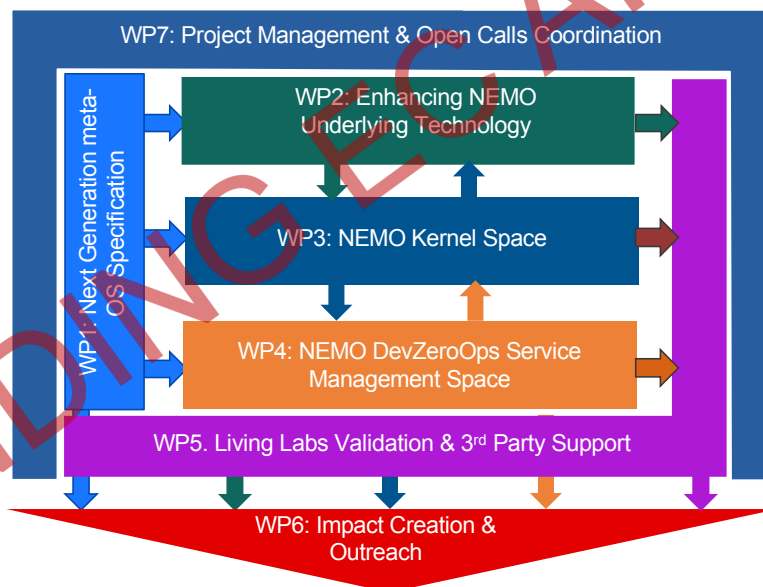 WP7: Project Management & Open Calls Coordination
WP1: Next Generation meta-
OS Specification
WP2: Enhancing NEMO
Underlying Technology
WP3: NEMO Kernel Space
WP4: NEMO DevZeroOps Service
Management Space
WP5. Living Labs Validation & 3rd Party Support
WP6: Impact Creation &
Outreach
NDING EC A